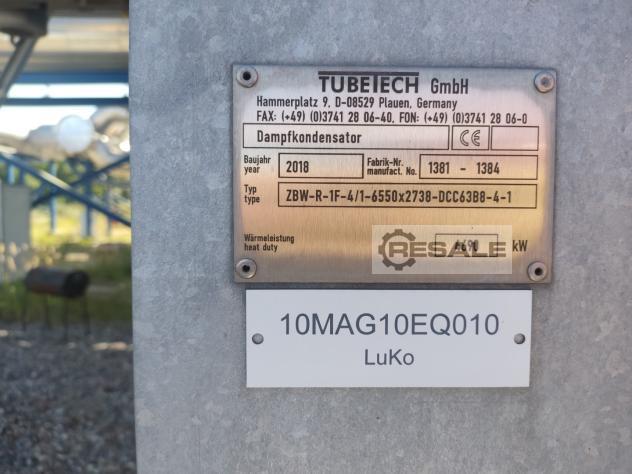 TUBETECH GmbH
Hammerplatz 9, D-08529 Plauen, Germany
FAX: (+49) (0)3741 28 06-40, FON: (+49) (0)3741 28 06-0
Dampfkondensator CE
Baujahr year 2018 Fabrik-Nr. manufact. No. 1381 - 1384
Typ type ZBW-R-1F-4/1-6550x2738-DCC63B8-4-1
Wärmeleistung heat duty kW
RESALE
10MAG10EQ010
LuKo